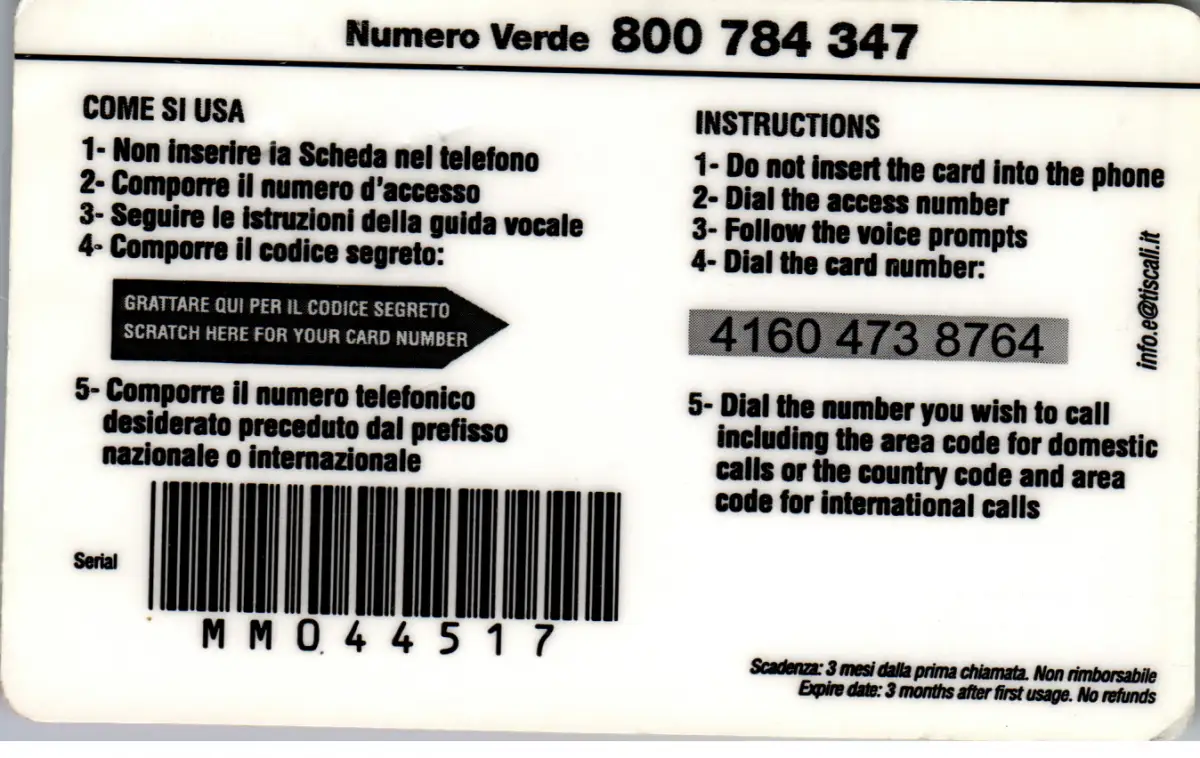 Numero Verde 800 784 347
COME SI USA
1- Non inserire la Scheda nel telefono
2- Comporre il numero d'accesso
3- Seguire le istruzioni della guida vocale
4- Comporre il codice segreto:
GRATTARE QUI PER IL CODICE SEGRETO
SCRATCH HERE FOR YOUR CARD NUMBER
5- Comporre il numero telefonico
desiderato preceduto dal prefisso
nazionale o internazionale
Serial
MM044517
INSTRUCTIONS
1- Do not insert the card into the phone
2- Dial the access number
3- Follow the voice prompts
4- Dial the card number:
4160 473 8764
5- Dial the number you wish to call
including the area code for domestic
calls or the country code and area
code for international calls
info.e@tiscali.it
Scadenza: 3 mesi dalla prima chiamata. Non rimborsabile
Expire date: 3 months after first usage. No refunds